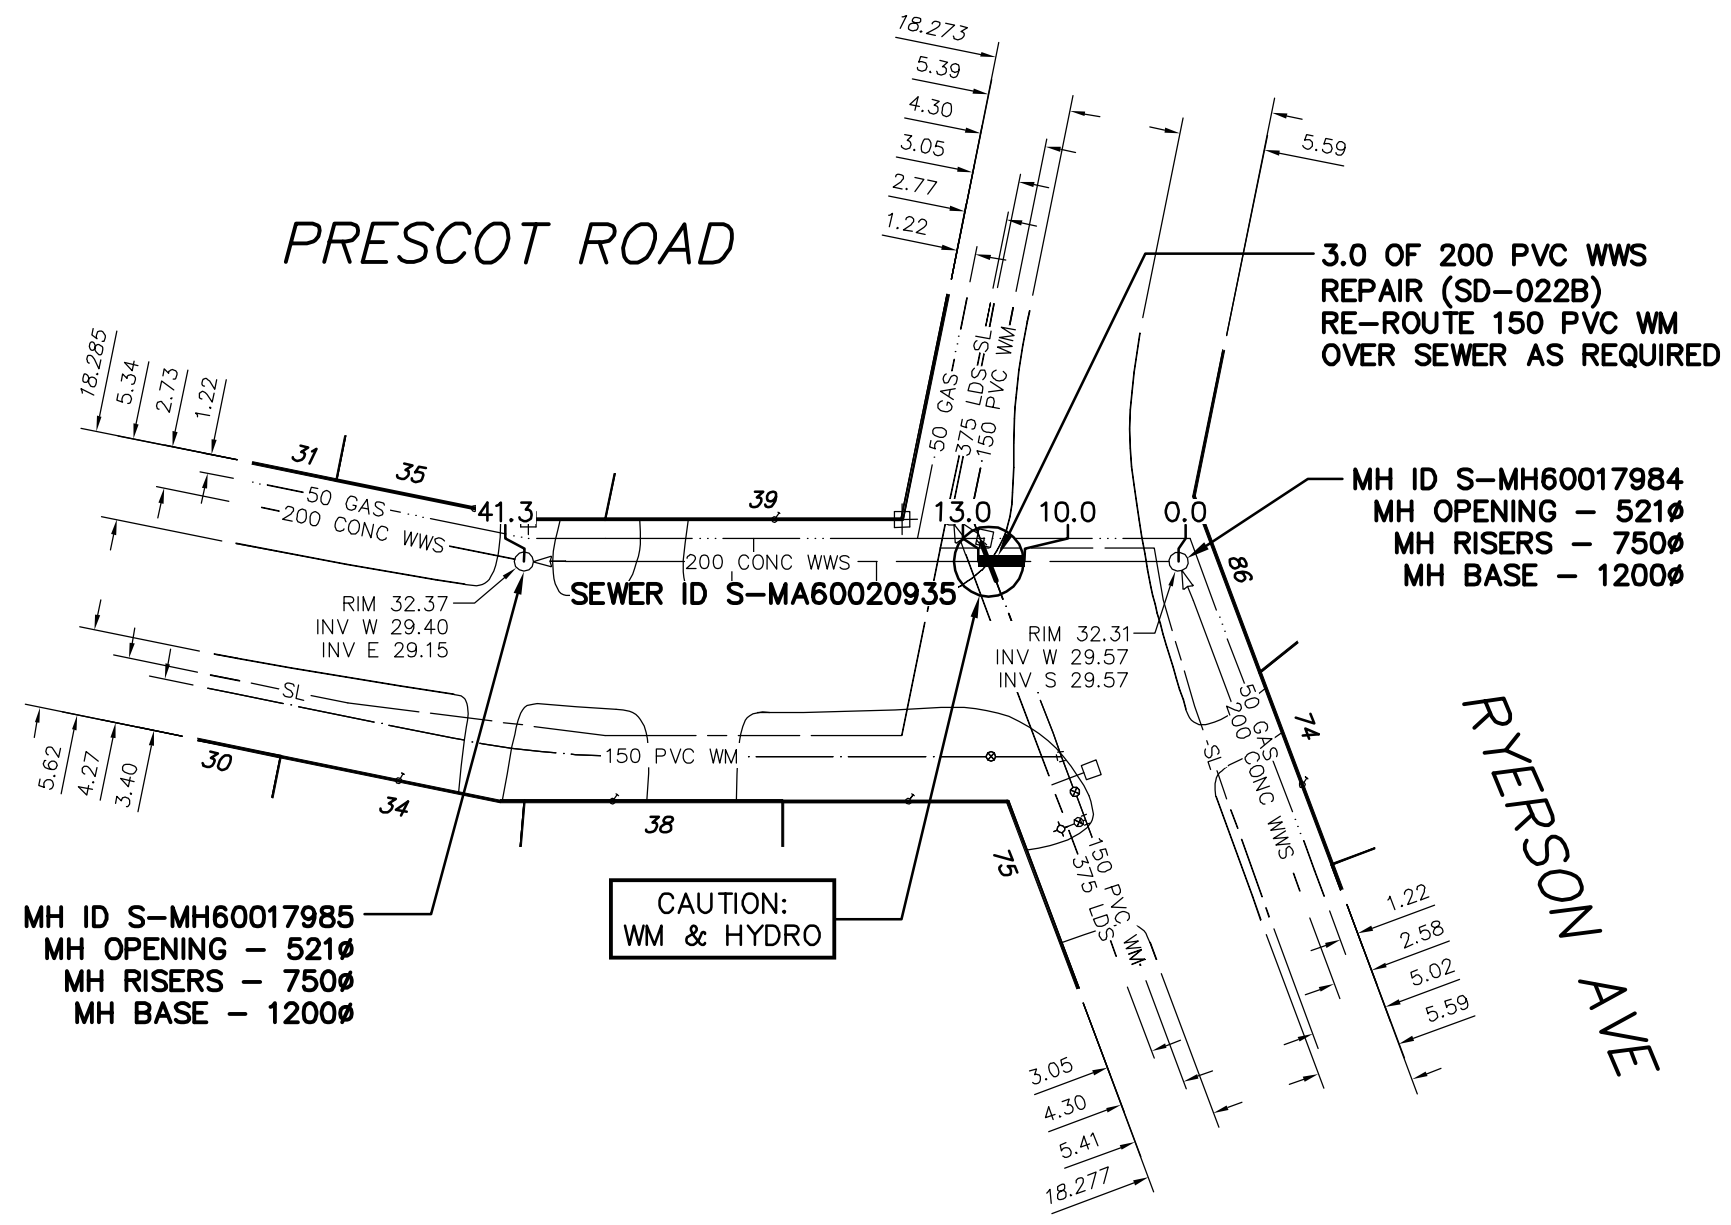 18.273
5.39
4.30
3.05
2.77
1.22
5.59
PRESCOT ROAD
3.0 OF 200 PVC WWS
REPAIR (SD-022B)
RE-ROUTE 150 PVC WM
OVER SEWER AS REQUIRED
18.285
5.34
2.73
1.22
50 GAS
375 LDS
SL
150 PVC WM
31
35
39
50 GAS
200 CONC WWS
41.3
13.0
10.0
0.0
MH ID S-MH60017984
MH OPENING - 521ø
MH RISERS - 750ø
MH BASE - 1200ø
86
200 CONC WWS
SEWER ID S-MA60020935
RIM 32.37
INV W 29.40
INV E 29.15
RIM 32.31
INV W 29.57
INV S 29.57
SL
150 PVC WM
50 GAS
200 CONC WWS
SL
74
RYERSON AVE
30
34
38
75
5.62
4.27
3.40
150 PVC WM
375 LDS
CAUTION:
WM & HYDRO
MH ID S-MH60017985
MH OPENING - 521ø
MH RISERS - 750ø
MH BASE - 1200ø
1.22
2.58
5.02
5.59
3.05
4.30
5.41
18.277